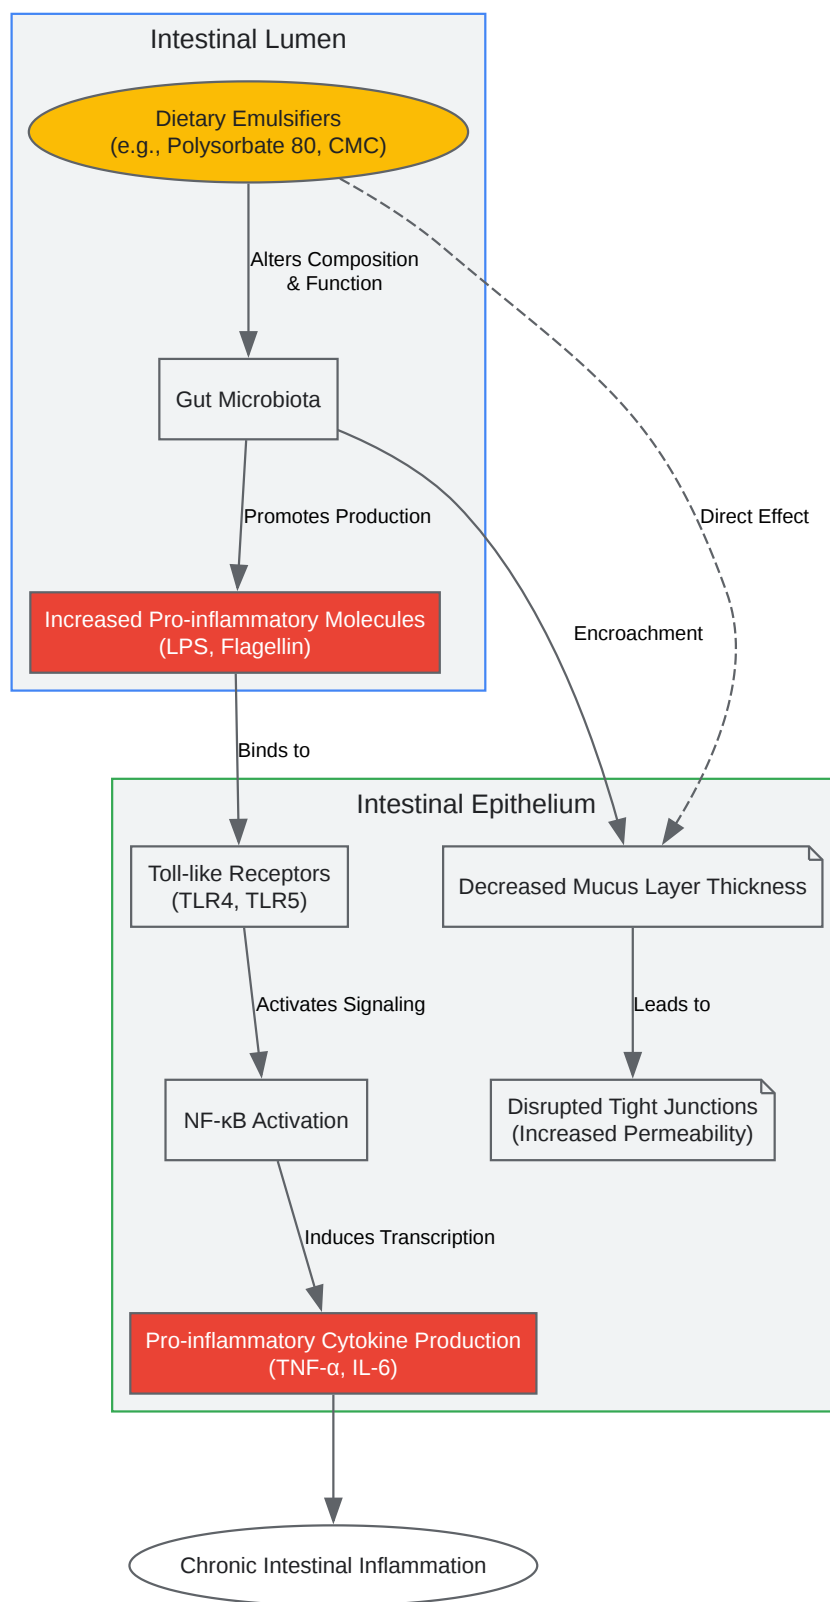 Intestinal Lumen
Dietary Emulsifiers
(e.g., Polysorbate 80, CMC)
Alters Composition
& Function
Gut Microbiota
Promotes Production
Direct Effect
Increased Pro-inflammatory Molecules
(LPS, Flagellin)
Encroachment
Binds to
Intestinal Epithelium
Toll-like Receptors
(TLR4, TLR5)
Decreased Mucus Layer Thickness
Activates Signaling
Leads to
NF-κB Activation
Disrupted Tight Junctions
(Increased Permeability)
Induces Transcription
Pro-inflammatory Cytokine Production
(TNF-α, IL-6)
Chronic Intestinal Inflammation